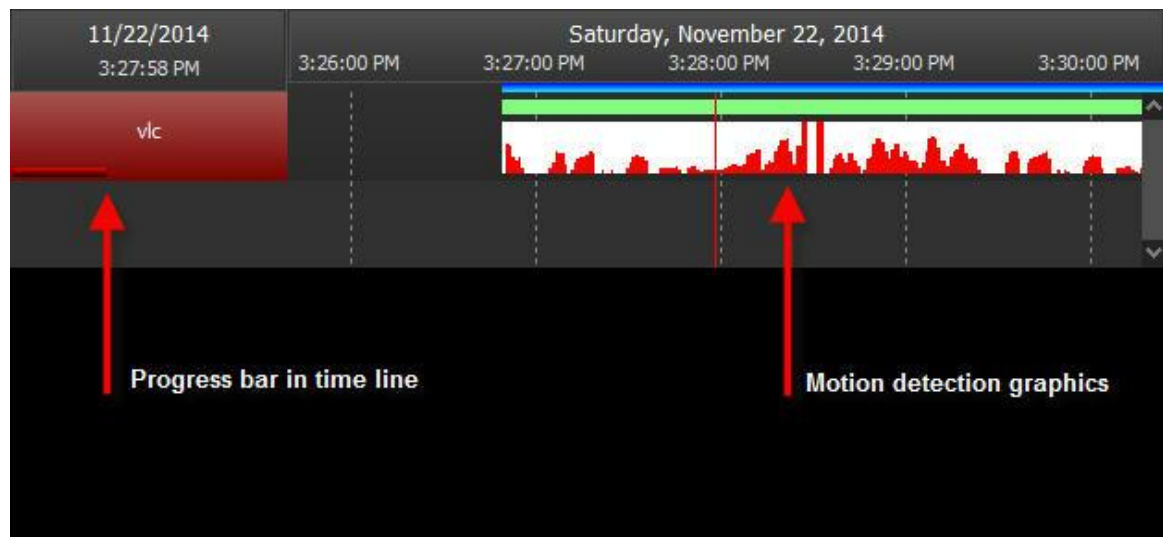 11/22/2014
3:27:58 PM
Saturday, November 22, 2014
3:26:00 PM 3:27:00 PM 3:28:00 PM 3:29:00 PM 3:30:00 PM
vlc
Progress bar in time line
Motion detection graphics